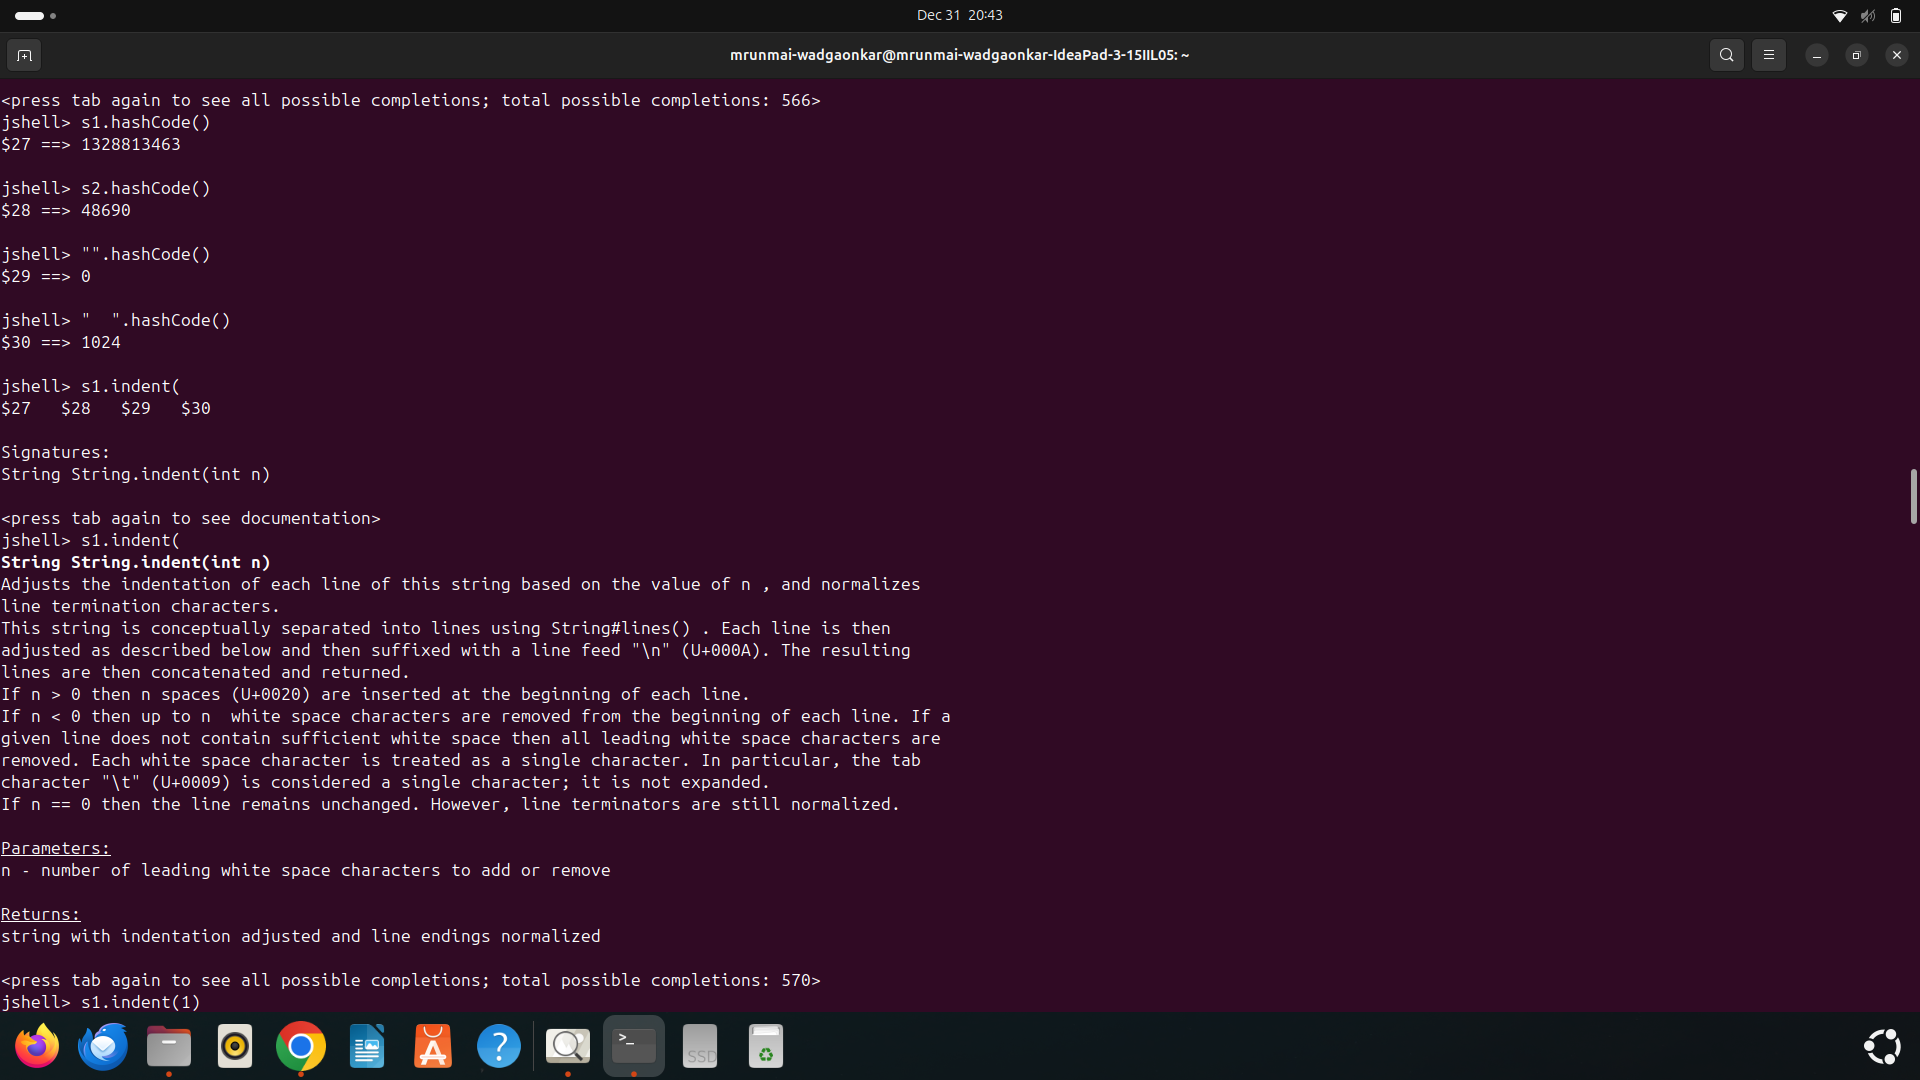 Dec 31  20:43
mrunmai-wadgaonkar@mrunmai-wadgaonkar-IdeaPad-3-15IIL05: ~
<press tab again to see all possible completions; total possible completions: 566>
jshell> s1.hashCode()
$27 ==> 1328813463
jshell> s2.hashCode()
$28 ==> 48690
jshell> "".hashCode()
$29 ==> 0
jshell> "  ".hashCode()
$30 ==> 1024
jshell> s1.indent(
$27   $28   $29   $30
Signatures:
String String.indent(int n)
<press tab again to see documentation>
jshell> s1.indent(
String String.indent(int n)
Adjusts the indentation of each line of this string based on the value of n , and normalizes
line termination characters.
This string is conceptually separated into lines using String#lines() . Each line is then
adjusted as described below and then suffixed with a line feed "\n" (U+000A). The resulting
lines are then concatenated and returned.
If n > 0 then n spaces (U+0020) are inserted at the beginning of each line.
If n < 0 then up to n  white space characters are removed from the beginning of each line. If a
given line does not contain sufficient white space then all leading white space characters are
removed. Each white space character is treated as a single character. In particular, the tab
character "\t" (U+0009) is considered a single character; it is not expanded.
If n == 0 then the line remains unchanged. However, line terminators are still normalized.
Parameters:
n - number of leading white space characters to add or remove
Returns:
string with indentation adjusted and line endings normalized
<press tab again to see all possible completions; total possible completions: 570>
jshell> s1.indent(1)
>_
SSD